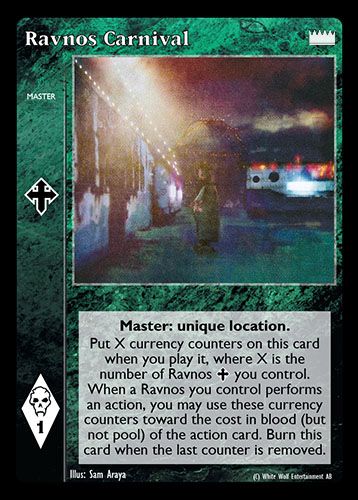 Ravnos Carnival
MASTER
Master: unique location.
Put X currency counters on this card
when you play it, where X is the
number of Ravnos you control.
When a Ravnos you control performs
an action, you may use these currency
counters toward the cost in blood (but
not pool) of the action card. Burn this
card when the last counter is removed.
1
Illus: Sam Araya
(C) White Wolf Entertainment AB